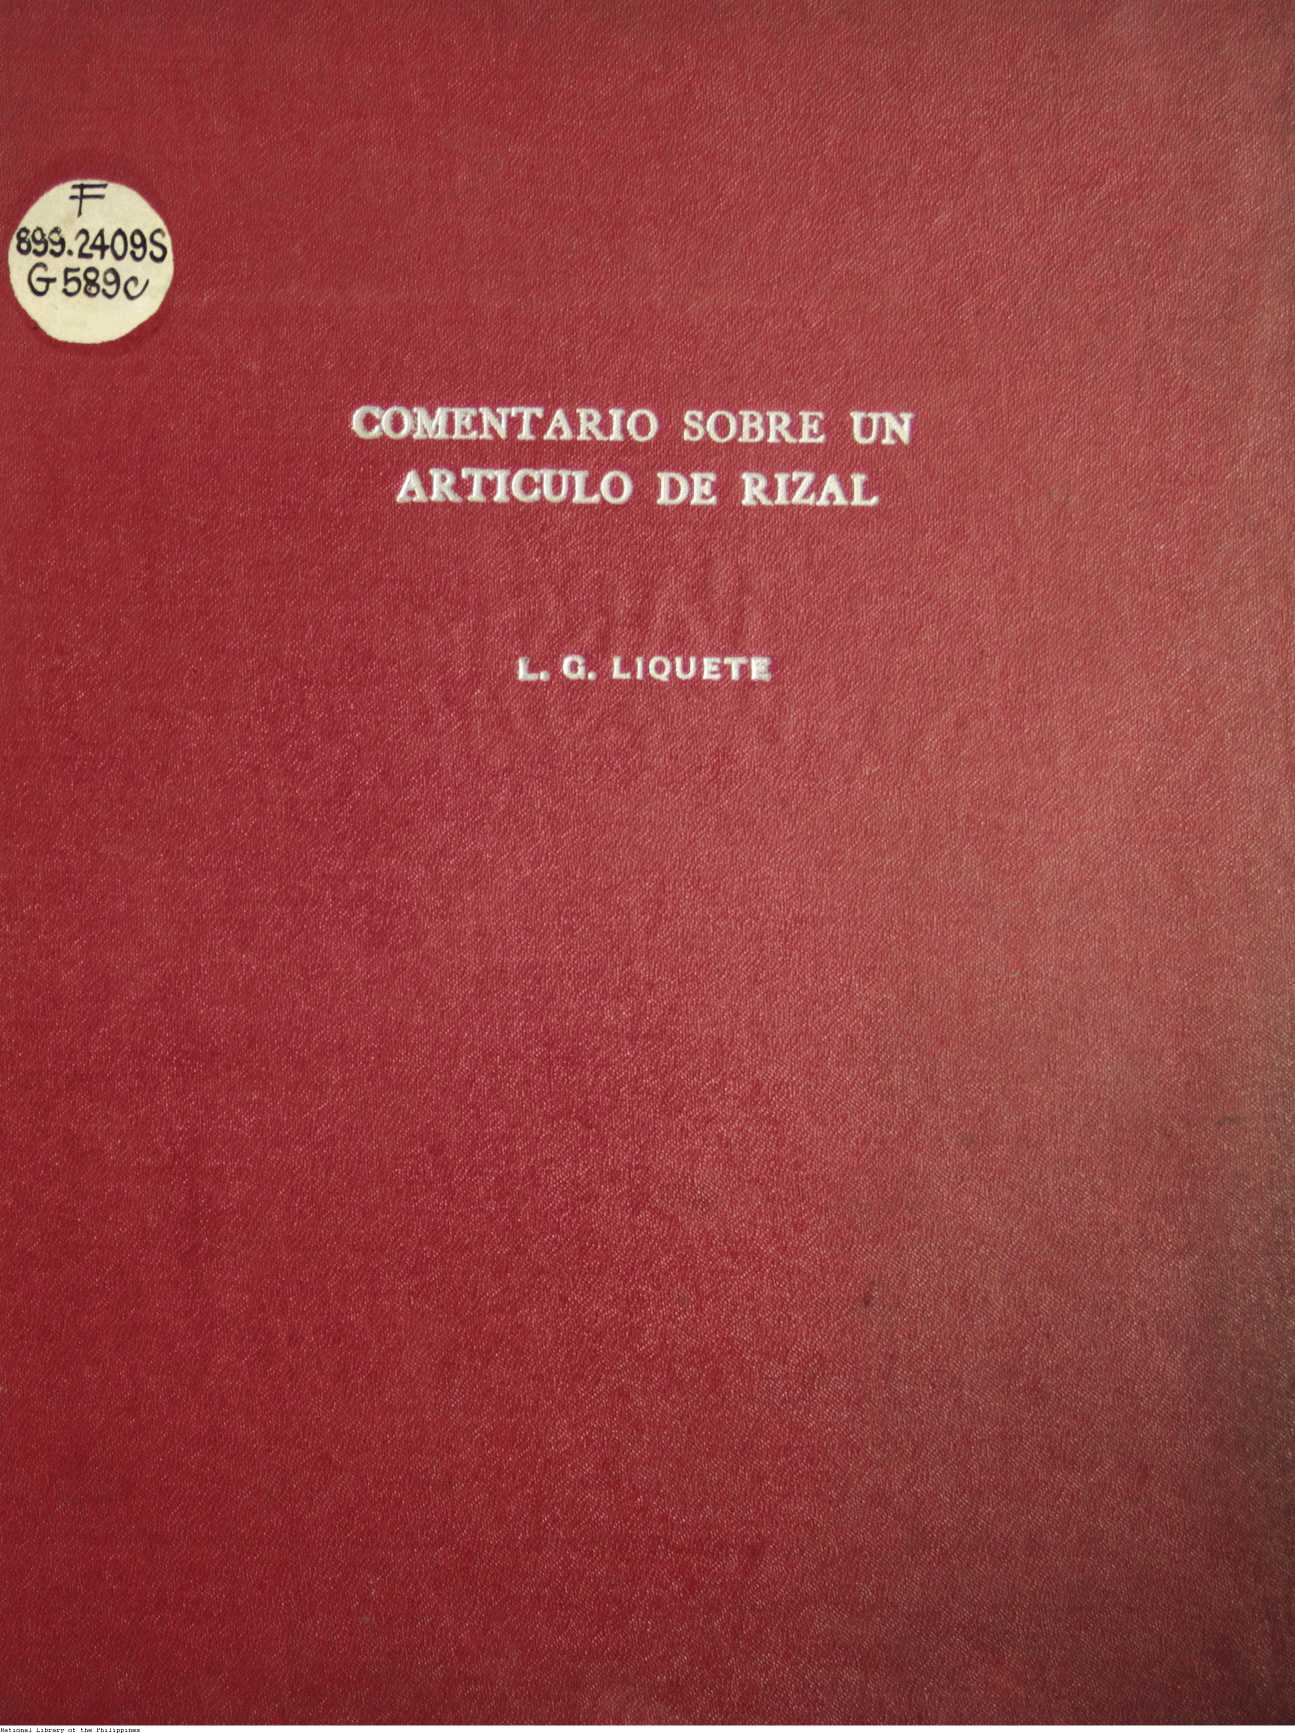 F
899.2409S
G589c
COMENTARIO SOBRE UN
ARTICULO DE RIZAL
L. G. LIQUETE
National Library of the Philippines